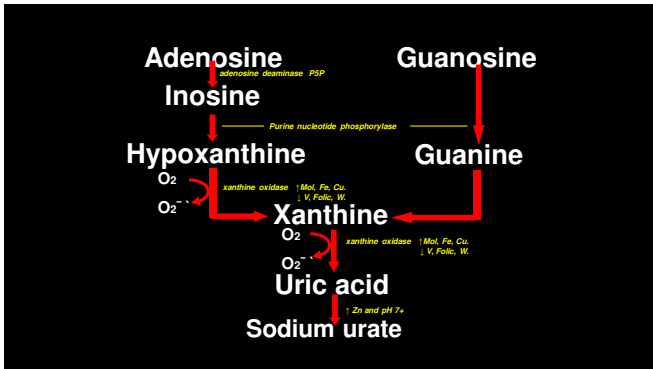 Adenosine Guanosine
adenosine deaminase P5P
Inosine
Purine nucleotide phosphorylase
Hypoxanthine Guanine
O₂
xanthine oxidase ↑Mol, Fe, Cu.
↓ V, Folic, W.
O₂⁻`
Xanthine
O₂
xanthine oxidase ↑Mol, Fe, Cu.
↓ V, Folic, W.
O₂⁻`
Uric acid
↑ Zn and pH 7+
Sodium urate